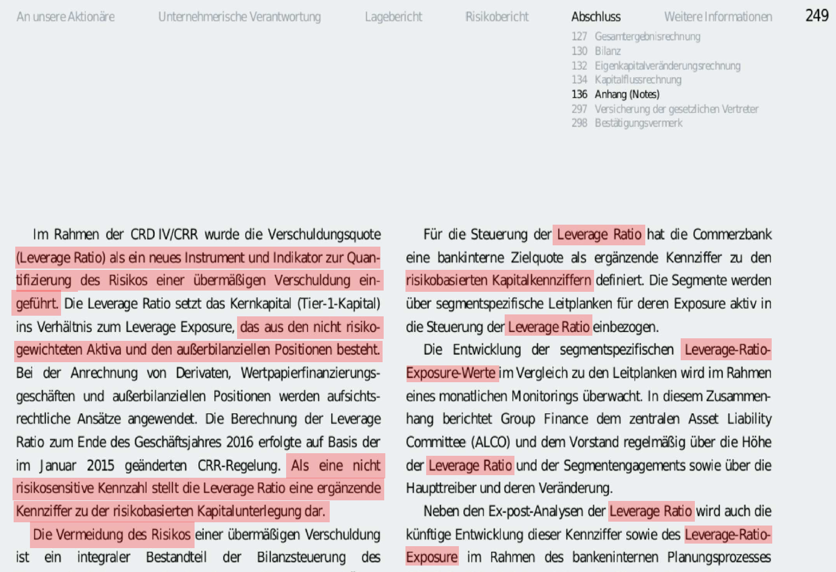 An unsere Aktionäre Unternehmerische Verantwortung Lagebericht Risikobericht Abschluss Weitere Informationen 249
127 Gesamtergebnisrechnung
130 Bilanz
132 Eigenkapitalveränderungsrechnung
134 Kapitalflussrechnung
136 Anhang (Notes)
297 Versicherung der gesetzlichen Vertreter
298 Bestätigungsvermerk
Im Rahmen der CRD IV/CRR wurde die Verschuldungsquote
(Leverage Ratio) als ein neues Instrument und Indikator zur Quan-
tifizierung des Risikos einer übermäßigen Verschuldung ein-
geführt. Die Leverage Ratio setzt das Kernkapital (Tier-1-Kapital)
ins Verhältnis zum Leverage Exposure, das aus den nicht risiko-
gewichteten Aktiva und den außerbilanziellen Positionen besteht.
Bei der Anrechnung von Derivaten, Wertpapierfinanzierungs-
geschäften und außerbilanziellen Positionen werden aufsichts-
rechtliche Ansätze angewendet. Die Berechnung der Leverage
Ratio zum Ende des Geschäftsjahres 2016 erfolgte auf Basis der
im Januar 2015 geänderten CRR-Regelung. Als eine nicht
risikosensitive Kennzahl stellt die Leverage Ratio eine ergänzende
Kennziffer zu der risikobasierten Kapitalunterlegung dar.
Die Vermeidung des Risikos einer übermäßigen Verschuldung
ist ein integraler Bestandteil der Bilanzsteuerung des
Für die Steuerung der Leverage Ratio hat die Commerzbank
eine bankinterne Zielquote als ergänzende Kennziffer zu den
risikobasierten Kapitalkennziffern definiert. Die Segmente werden
über segmentspezifische Leitplanken für deren Exposure aktiv in
die Steuerung der Leverage Ratio einbezogen.
Die Entwicklung der segmentspezifischen Leverage-Ratio-
Exposure-Werte im Vergleich zu den Leitplanken wird im Rahmen
eines monatlichen Monitorings überwacht. In diesem Zusammen-
hang berichtet Group Finance dem zentralen Asset Liability
Committee (ALCO) und dem Vorstand regelmäßig über die Höhe
der Leverage Ratio und der Segmentengagements sowie über die
Haupttreiber und deren Veränderung.
Neben den Ex-post-Analysen der Leverage Ratio wird auch die
künftige Entwicklung dieser Kennziffer sowie des Leverage-Ratio-
Exposure im Rahmen des bankeninternen Planungsprozesses